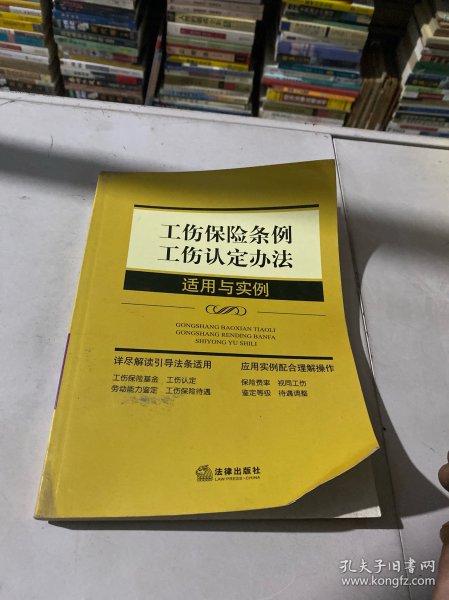 工伤保险条例
工伤认定办法
适用与实例
GONGSHANG BAOXIAN TIAOLI
GONGSHANG RENDING BANFA
SHIYONG YU SHILI
详尽解读引导法条适用 应用实例配合理解操作
工伤保险基金 工伤认定 保险费率 视同工伤
劳动能力鉴定 工伤保险待遇 鉴定等级 待遇调整
法律出版社
LAW PRESS·CHINA
孔夫子旧书网
www.kongfz.com